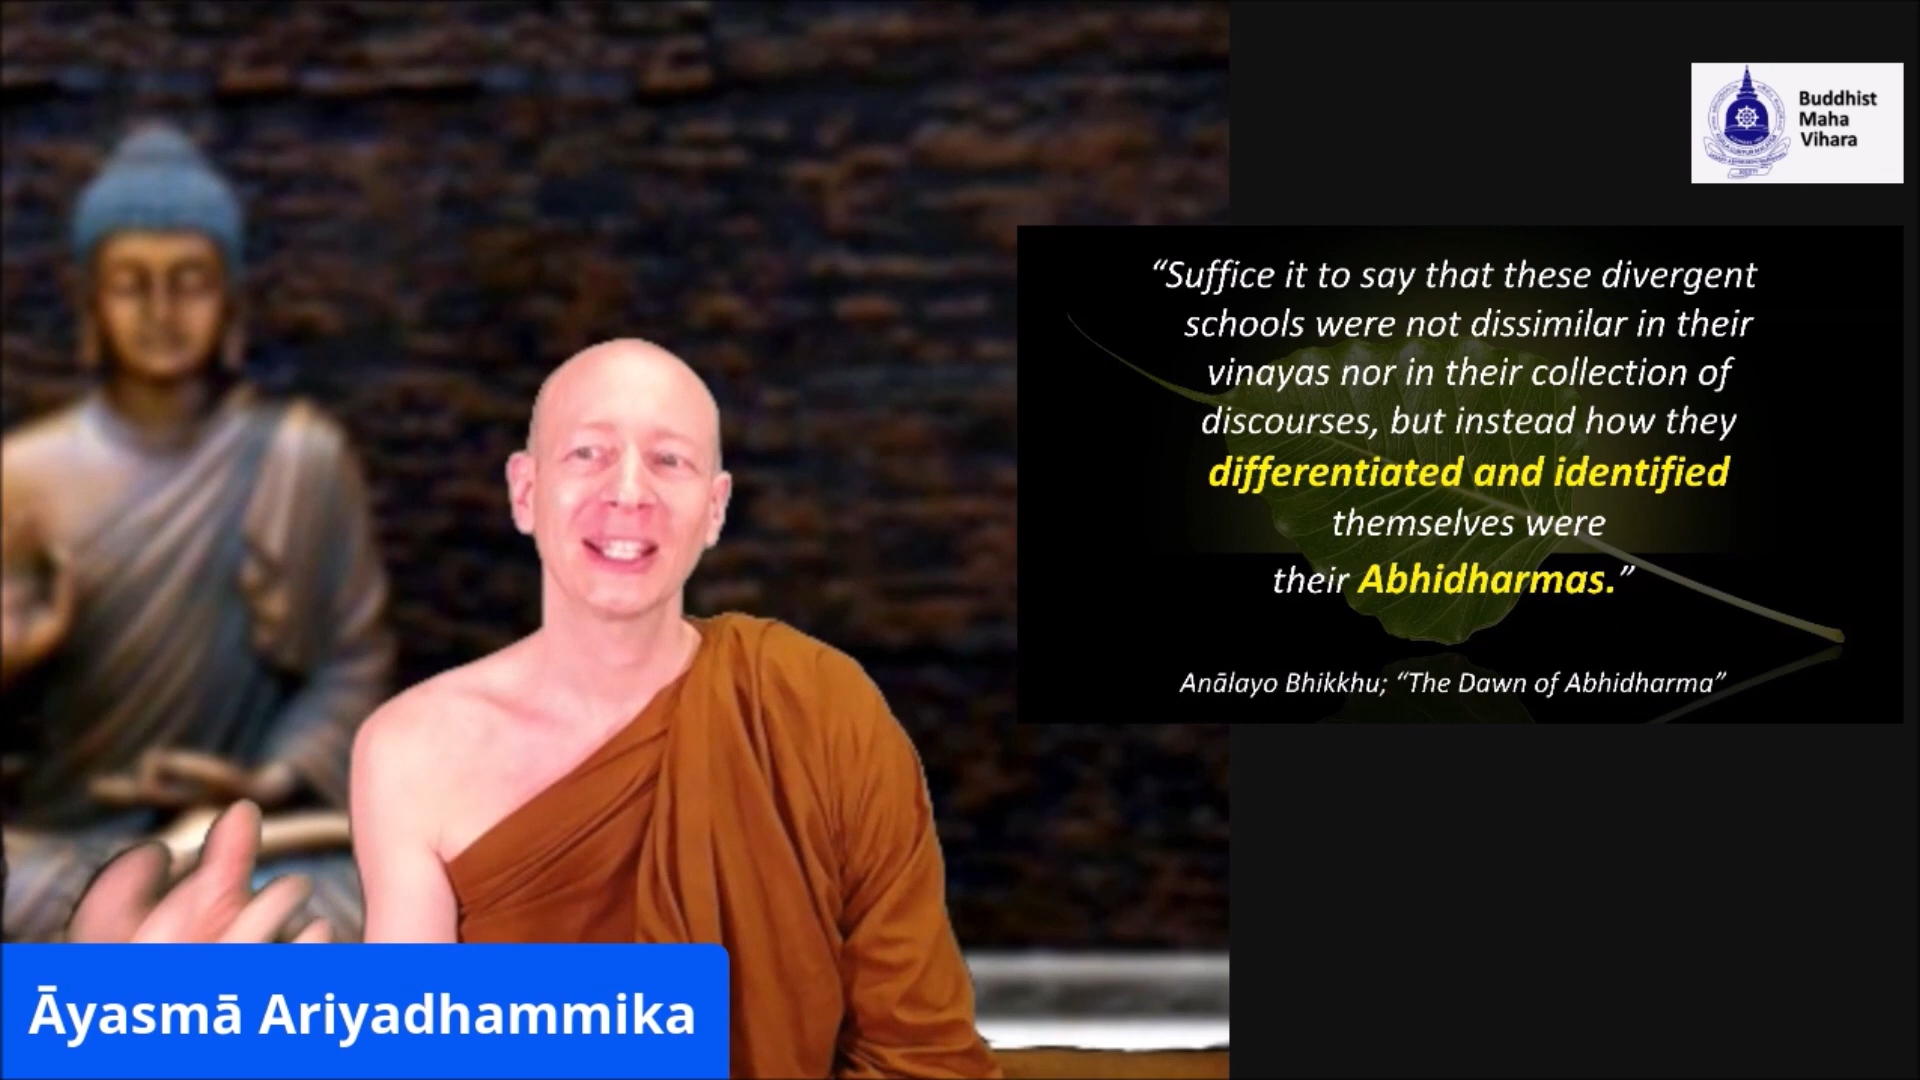 Buddhist
Maha
Vihara
“Suffice it to say that these divergent
schools were not dissimilar in their
vinayas nor in their collection of
discourses, but instead how they
differentiated and identified
themselves were
their Abhidharmas.”
Anālayo Bhikkhu; “The Dawn of Abhidharma”
Āyasmā Ariyadhammika